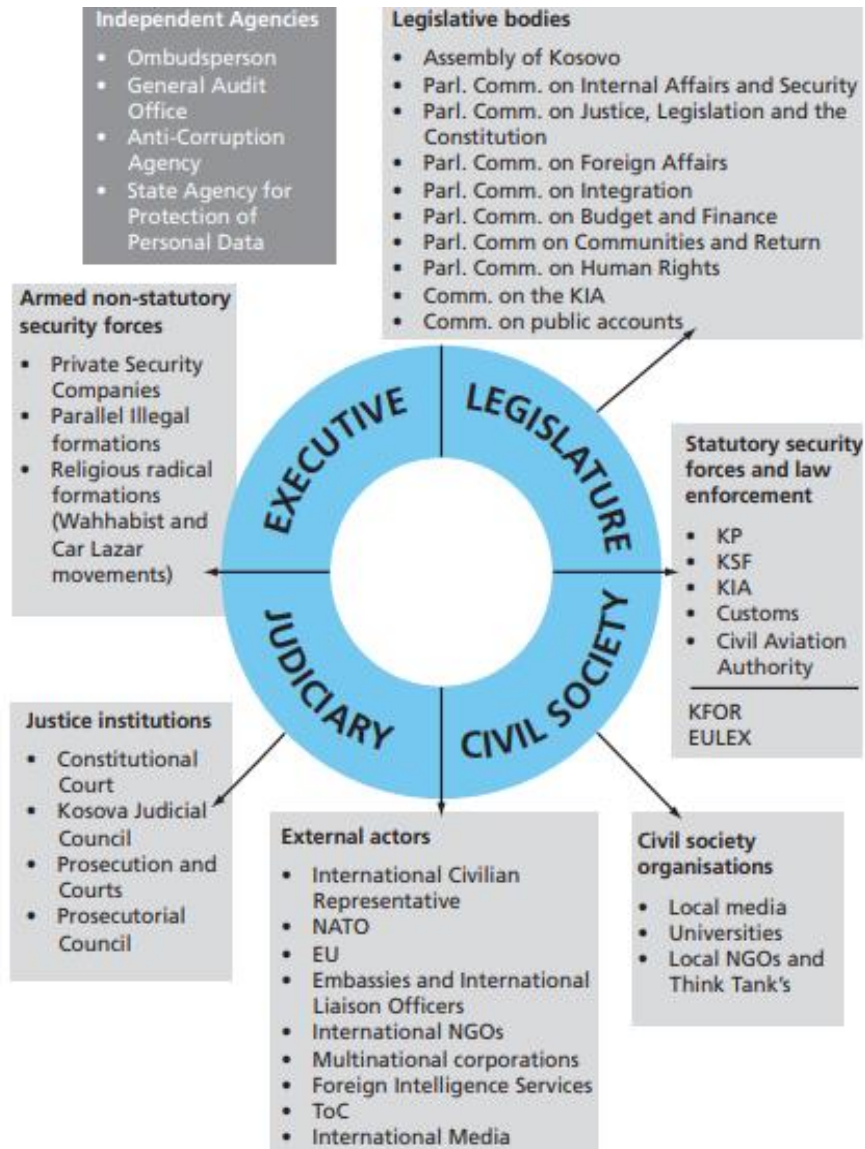 Independent Agencies
• Ombudsperson
• General Audit
Office
• Anti-Corruption
Agency
• State Agency for
Protection of
Personal Data
Legislative bodies
• Assembly of Kosovo
• Parl. Comm. on Internal Affairs and Security
• Parl. Comm. on Justice, Legislation and the
Constitution
• Parl. Comm. on Foreign Affairs
• Parl. Comm. on Integration
• Parl. Comm. on Budget and Finance
• Parl. Comm on Communities and Return
• Parl. Comm. on Human Rights
• Comm. on the KIA
• Comm. on public accounts
Armed non-statutory
security forces
• Private Security
Companies
• Parallel Illegal
formations
• Religious radical
formations
(Wahhabist and
Car Lazar
movements)
EXECUTIVE
LEGISLATURE
JUDICIARY
CIVIL SOCIETY
Statutory security
forces and law
enforcement
• KP
• KSF
• KIA
• Customs
• Civil Aviation
Authority
KFOR
EULEX
Justice institutions
• Constitutional
Court
• Kosova Judicial
Council
• Prosecution and
Courts
• Prosecutorial
Council
External actors
• International Civilian
Representative
• NATO
• EU
• Embassies and International
Liaison Officers
• International NGOs
• Multinational corporations
• Foreign Intelligence Services
• ToC
• International Media
Civil society
organisations
• Local media
• Universities
• Local NGOs and
Think Tank's